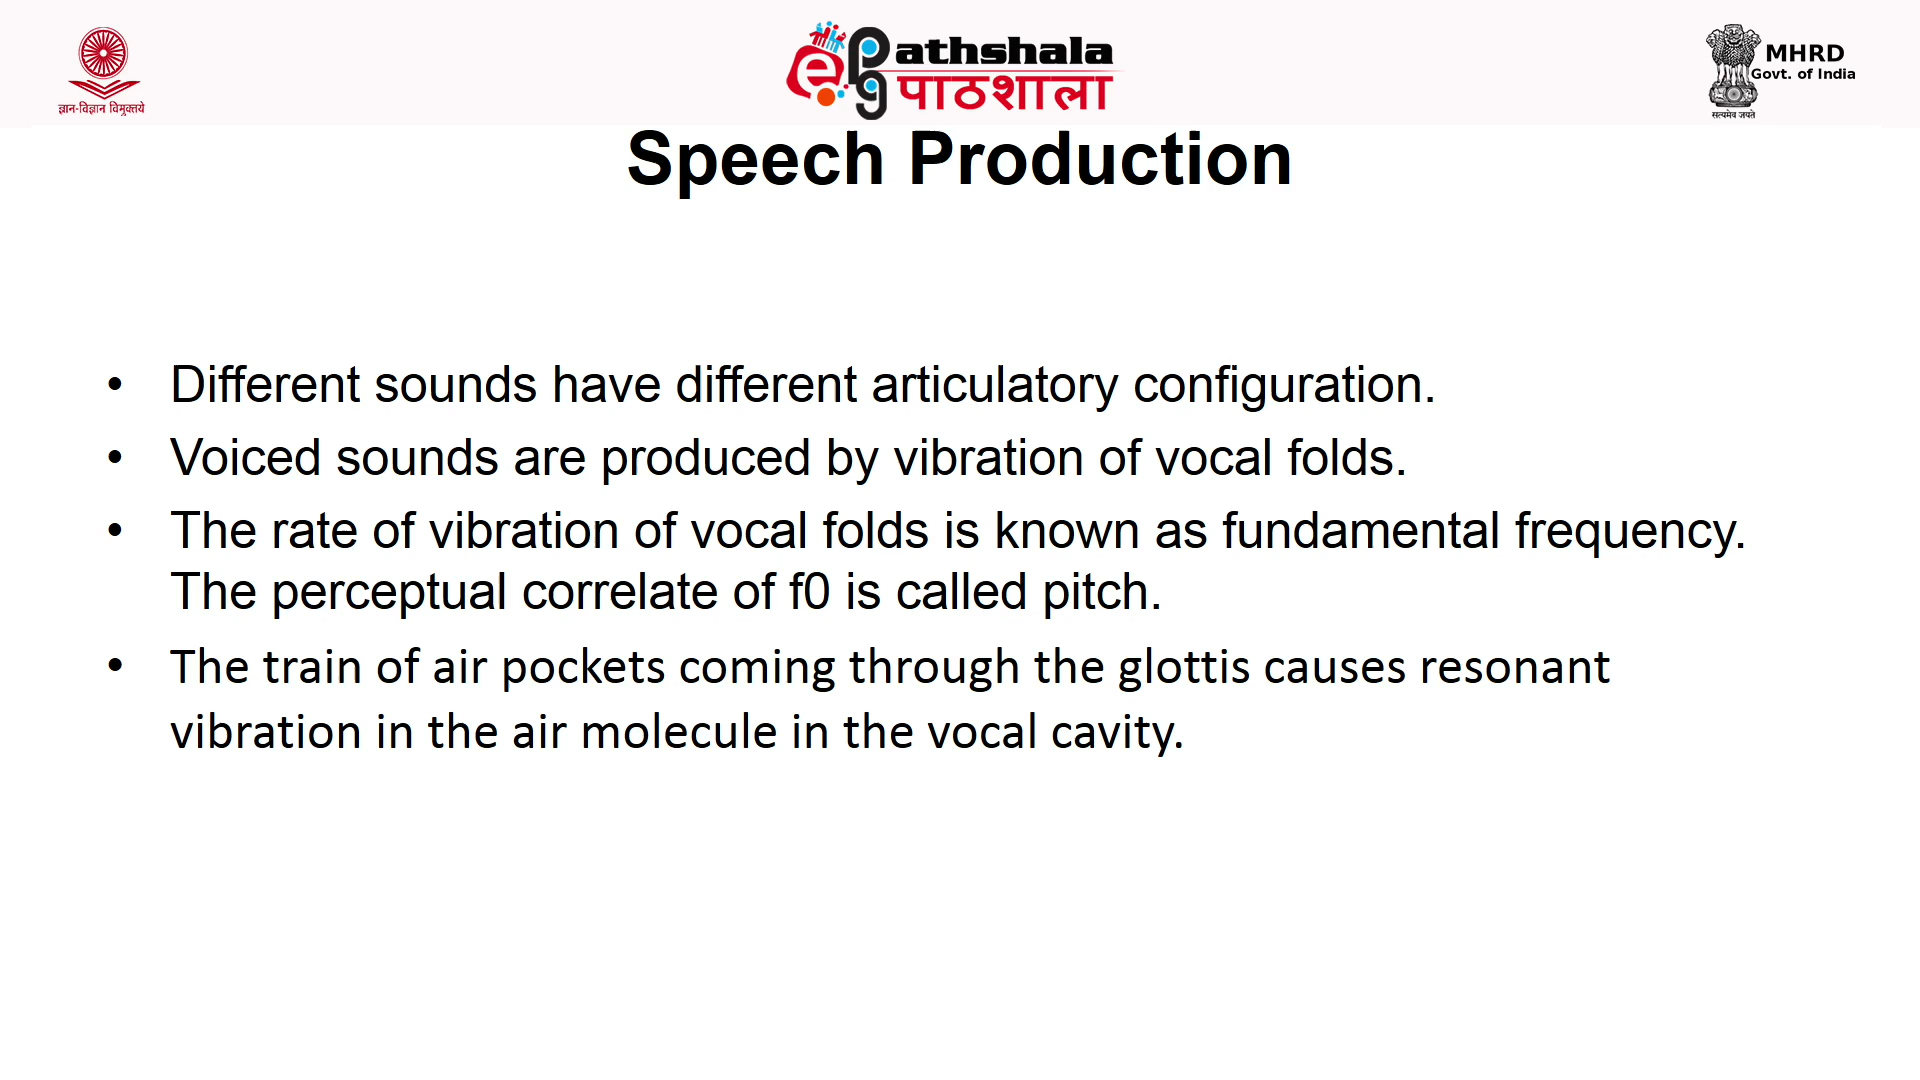 ज्ञान-विज्ञान विमुक्तये
e Pg athshala
पाठशाला
MHRD
Govt. of India
सत्यमेव जयते
Speech Production
• Different sounds have different articulatory configuration.
• Voiced sounds are produced by vibration of vocal folds.
• The rate of vibration of vocal folds is known as fundamental frequency.
The perceptual correlate of f0 is called pitch.
• The train of air pockets coming through the glottis causes resonant
vibration in the air molecule in the vocal cavity.